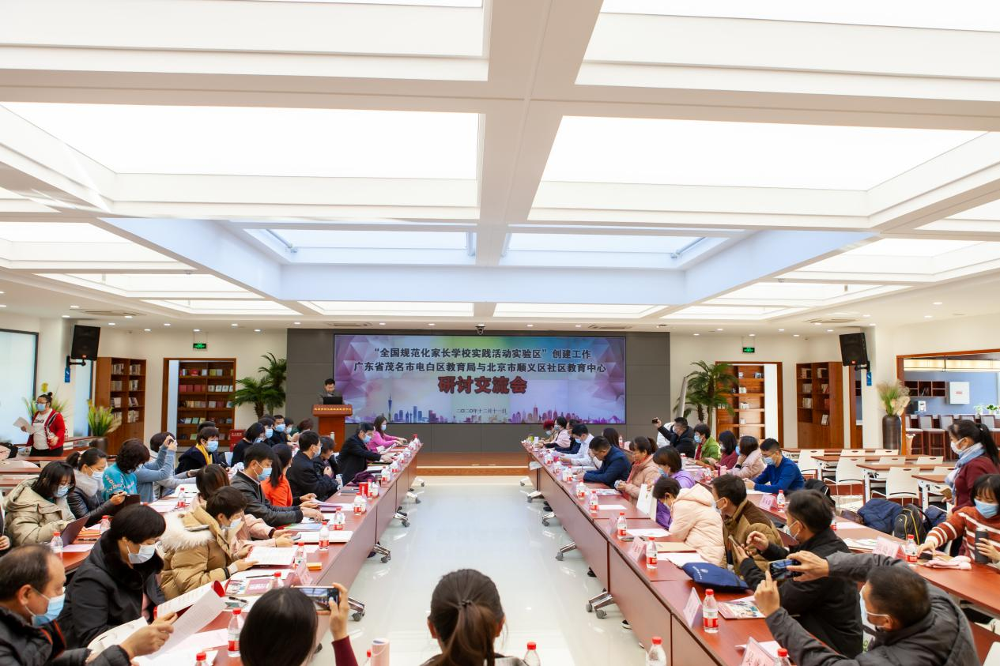 “全国规范化家长学校实践活动实验区”创建工作
广东省茂名市电白区教育局与北京市顺义区社区教育中心
研讨交流会
二〇二〇年十二月十一日